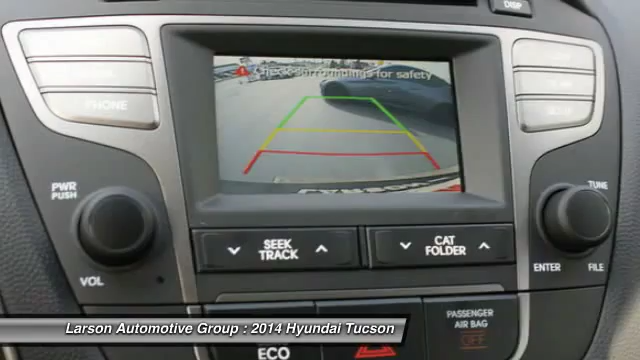 DISP
Check surroundings for safety
PHONE
PWR
PUSH
TUNE
SEEK
TRACK
CAT
FOLDER
VOL
ENTER
FILE
PASSENGER
AIR BAG
OFF
Larson Automotive Group : 2014 Hyundai Tucson
ECO